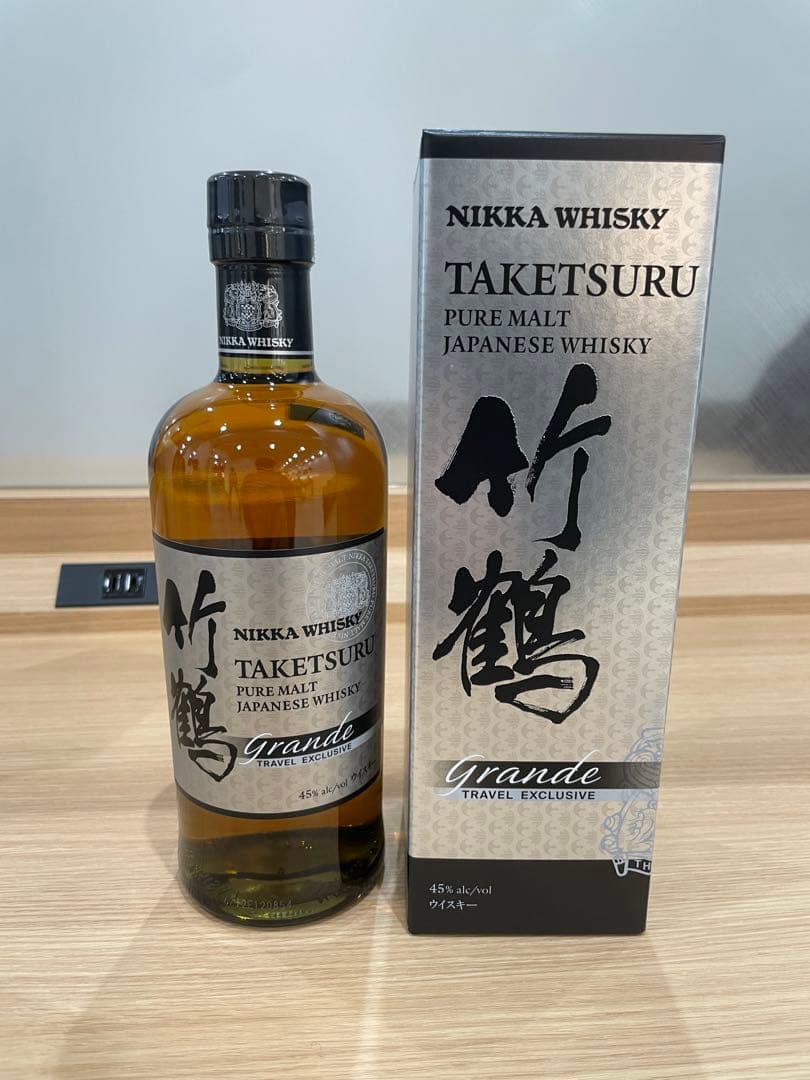 NIKKA WHISKY
竹鶴
NIKKA WHISKY
TAKETSURU
PURE MALT
JAPANESE WHISKY
Grande
TRAVEL EXCLUSIVE
45% alc/vol ウイスキー
NIKKA WHISKY
TAKETSURU
PURE MALT
JAPANESE WHISKY
竹鶴
Grande
TRAVEL EXCLUSIVE
TH
45% alc/vol
ウイスキー